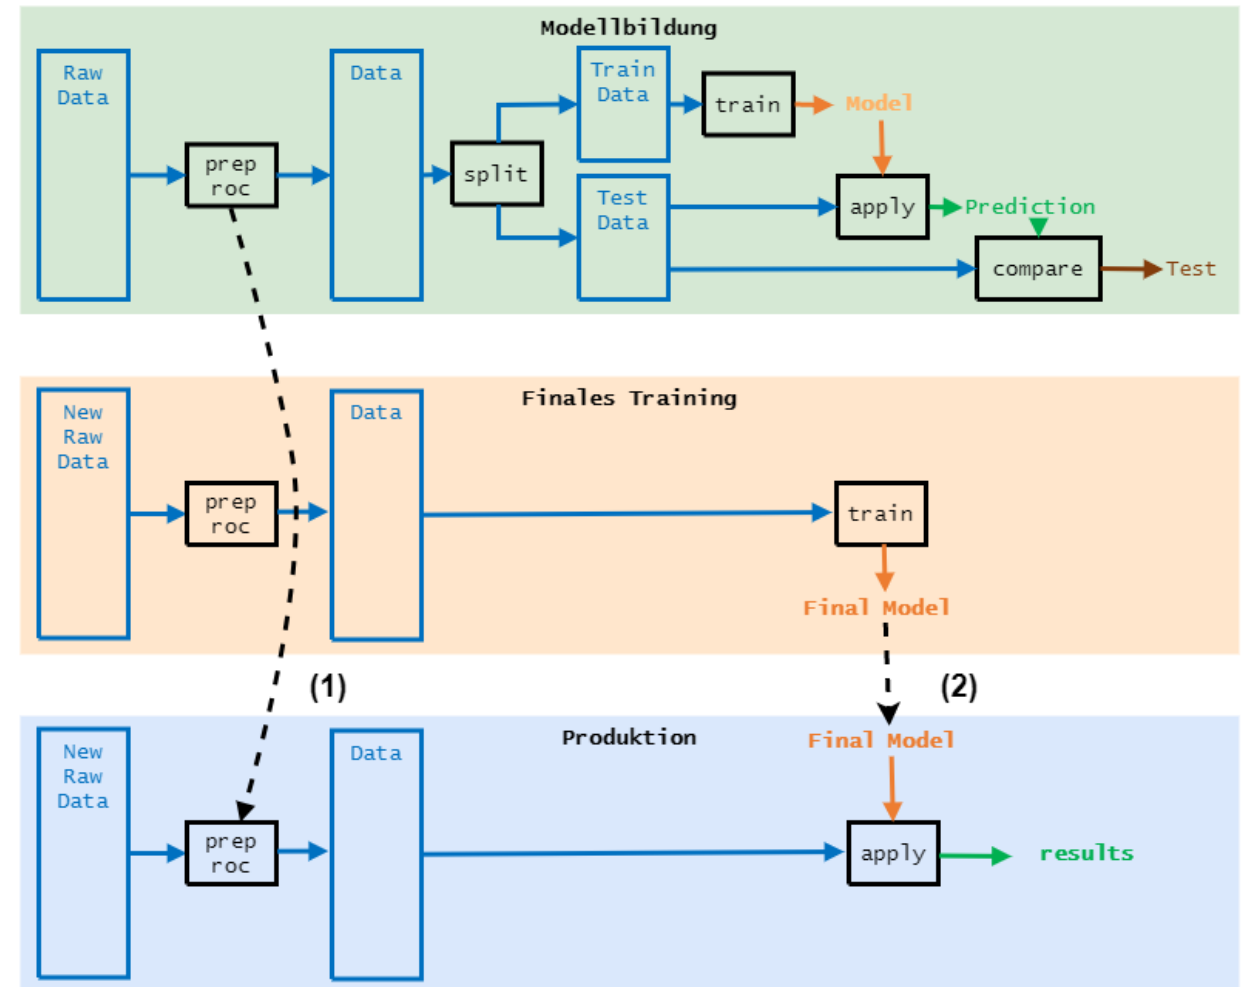 Modellbildung
Raw
Data
prep
roc
Data
split
Train
Data
train
Model
Test
Data
apply
Prediction
compare
Test
Finales Training
New
Raw
Data
prep
roc
Data
train
Final Model
(1)
(2)
Produktion
New
Raw
Data
prep
roc
Data
Final Model
apply
results